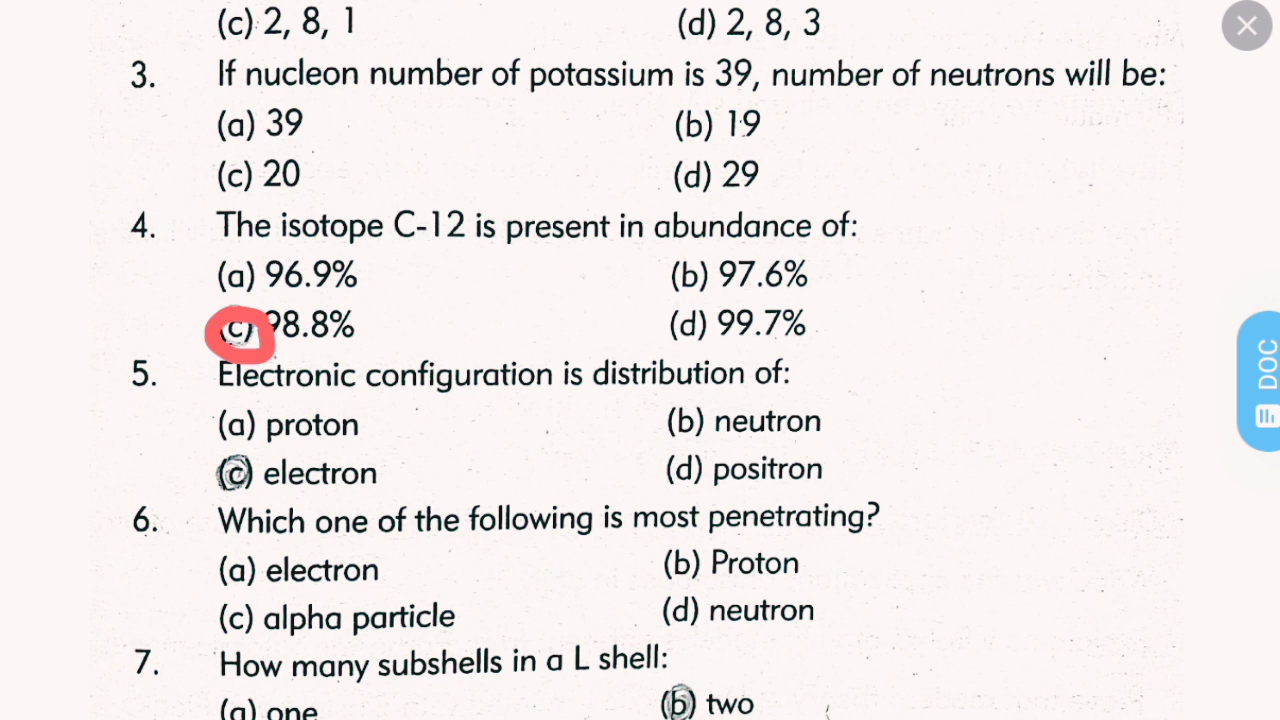 (c) 2, 8, 1 (d) 2, 8, 3
3. If nucleon number of potassium is 39, number of neutrons will be:
(a) 39 (b) 19
(c) 20 (d) 29
4. The isotope C-12 is present in abundance of:
(a) 96.9% (b) 97.6%
(c) 98.8% (d) 99.7%
5. Electronic configuration is distribution of:
(a) proton (b) neutron
(c) electron (d) positron
6. Which one of the following is most penetrating?
(a) electron (b) Proton
(c) alpha particle (d) neutron
7. How many subshells in a L shell:
(a) one (b) two
DOC